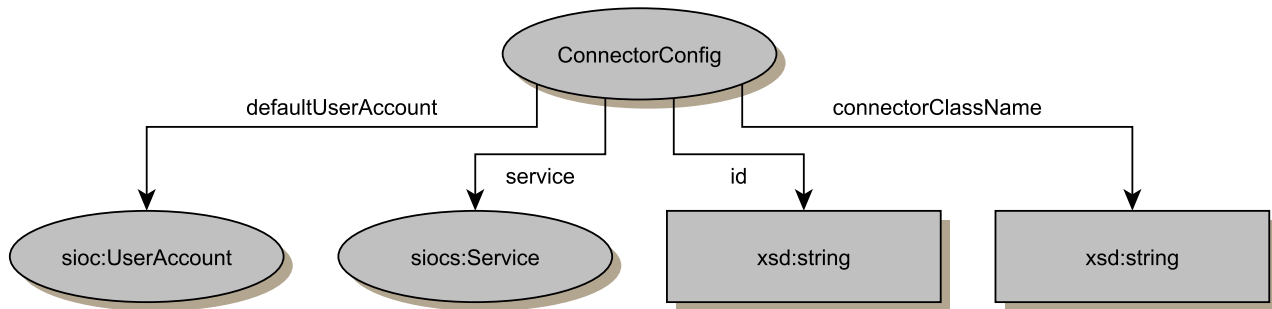 ConnectorConfig
defaultUserAccount
connectorClassName
service
id
sioc:UserAccount
siocs:Service
xsd:string
xsd:string